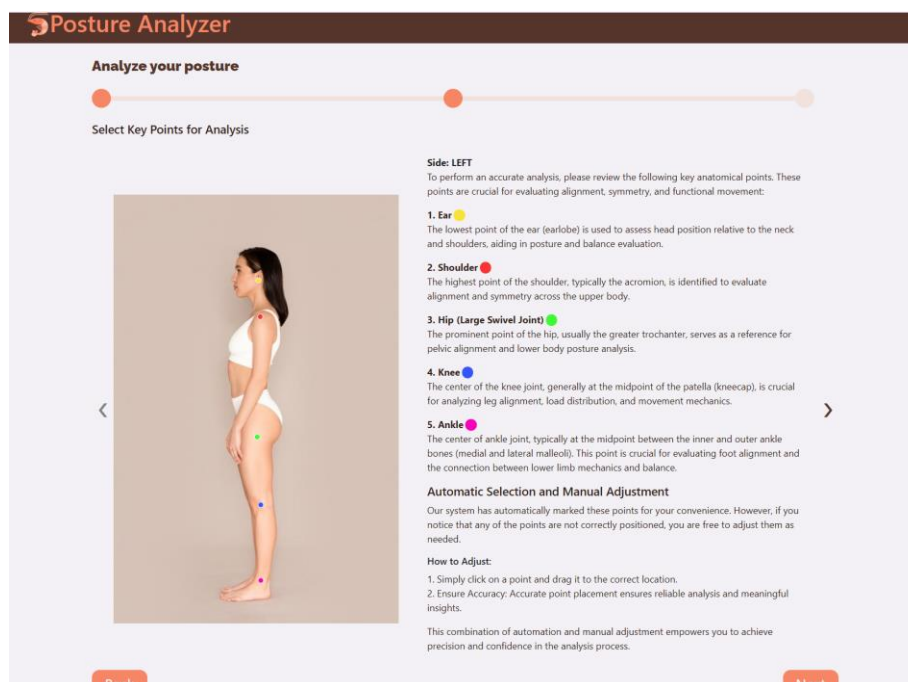 Posture Analyzer
Analyze your posture
Select Key Points for Analysis
Side: LEFT
To perform an accurate analysis, please review the following key anatomical points. These
points are crucial for evaluating alignment, symmetry, and functional movement:
1. Ear
The lowest point of the ear (earlobe) is used to assess head position relative to the neck
and shoulders, aiding in posture and balance evaluation.
2. Shoulder
The highest point of the shoulder, typically the acromion, is identified to evaluate
alignment and symmetry across the upper body.
3. Hip (Large Swivel Joint)
The prominent point of the hip, usually the greater trochanter, serves as a reference for
pelvic alignment and lower body posture analysis.
4. Knee
The center of the knee joint, generally at the midpoint of the patella (kneecap), is crucial
for analyzing leg alignment, load distribution, and movement mechanics.
5. Ankle
The center of ankle joint, typically at the midpoint between the inner and outer ankle
bones (medial and lateral malleoli). This point is crucial for evaluating foot alignment and
the connection between lower limb mechanics and balance.
Automatic Selection and Manual Adjustment
Our system has automatically marked these points for your convenience. However, if you
notice that any of the points are not correctly positioned, you are free to adjust them as
needed.
How to Adjust:
1. Simply click on a point and drag it to the correct location.
2. Ensure Accuracy: Accurate point placement ensures reliable analysis and meaningful
insights.
This combination of automation and manual adjustment empowers you to achieve
precision and confidence in the analysis process.